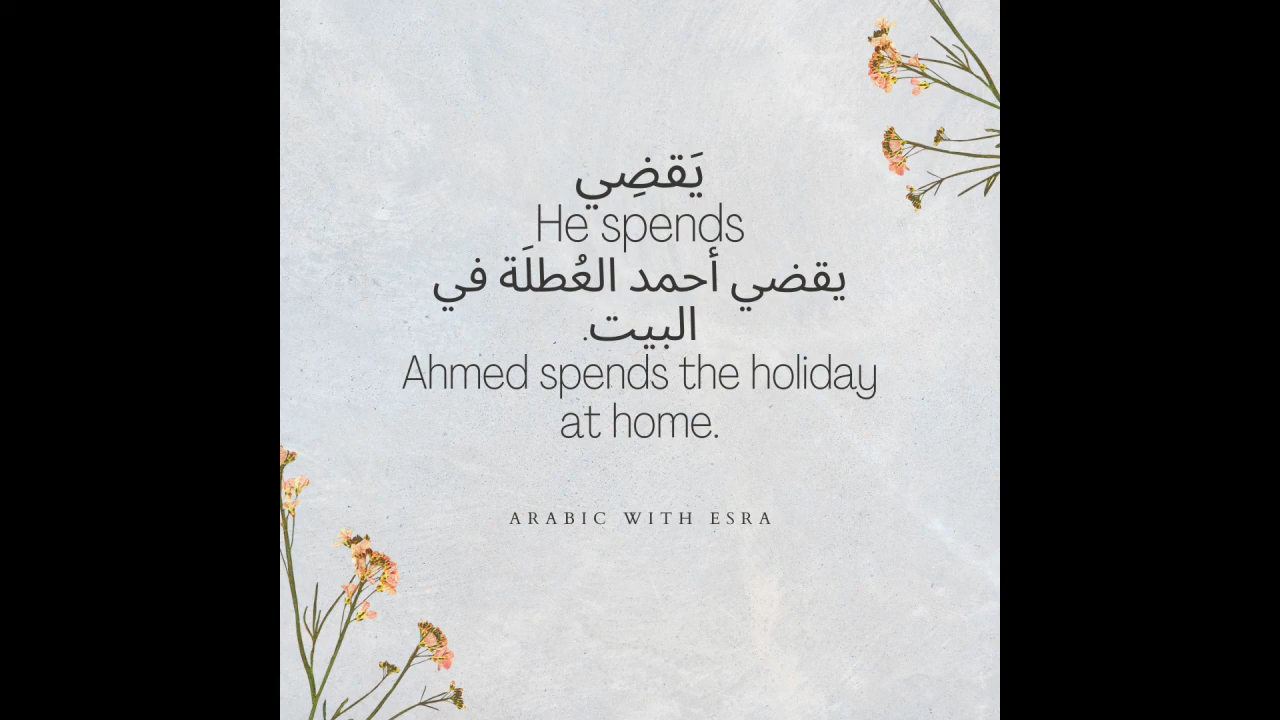 يَقضِي
He spends
يقضي أحمد العُطلَة في
البيت.
Ahmed spends the holiday
at home.
ARABIC WITH ESRA